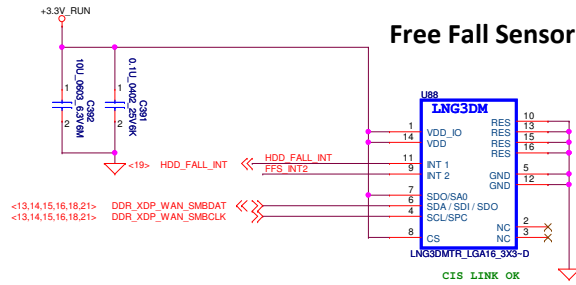 +3.3V_RUN
Free Fall Sensor
1
2
10U_0603_6.3V6M
C392
1
2
0.1U_0402_25V6K
C391
U88
LNG3DM
1
VDD_IO
14
VDD
RES
10
RES
13
RES
15
RES
16
<19>
HDD_FALL_INT
HDD_FALL_INT
11
INT 1
FFS_INT2
9
INT 2
GND
5
GND
12
7
SDO/SA0
<13,14,15,16,18,21>
DDR_XDP_WAN_SMBDAT
6
SDA / SDI / SDO
<13,14,15,16,18,21>
DDR_XDP_WAN_SMBCLK
4
SCL/SPC
NC
2
8
CS
NC
3
LNG3DMTR_LGA16_3X3~D
CIS LINK OK